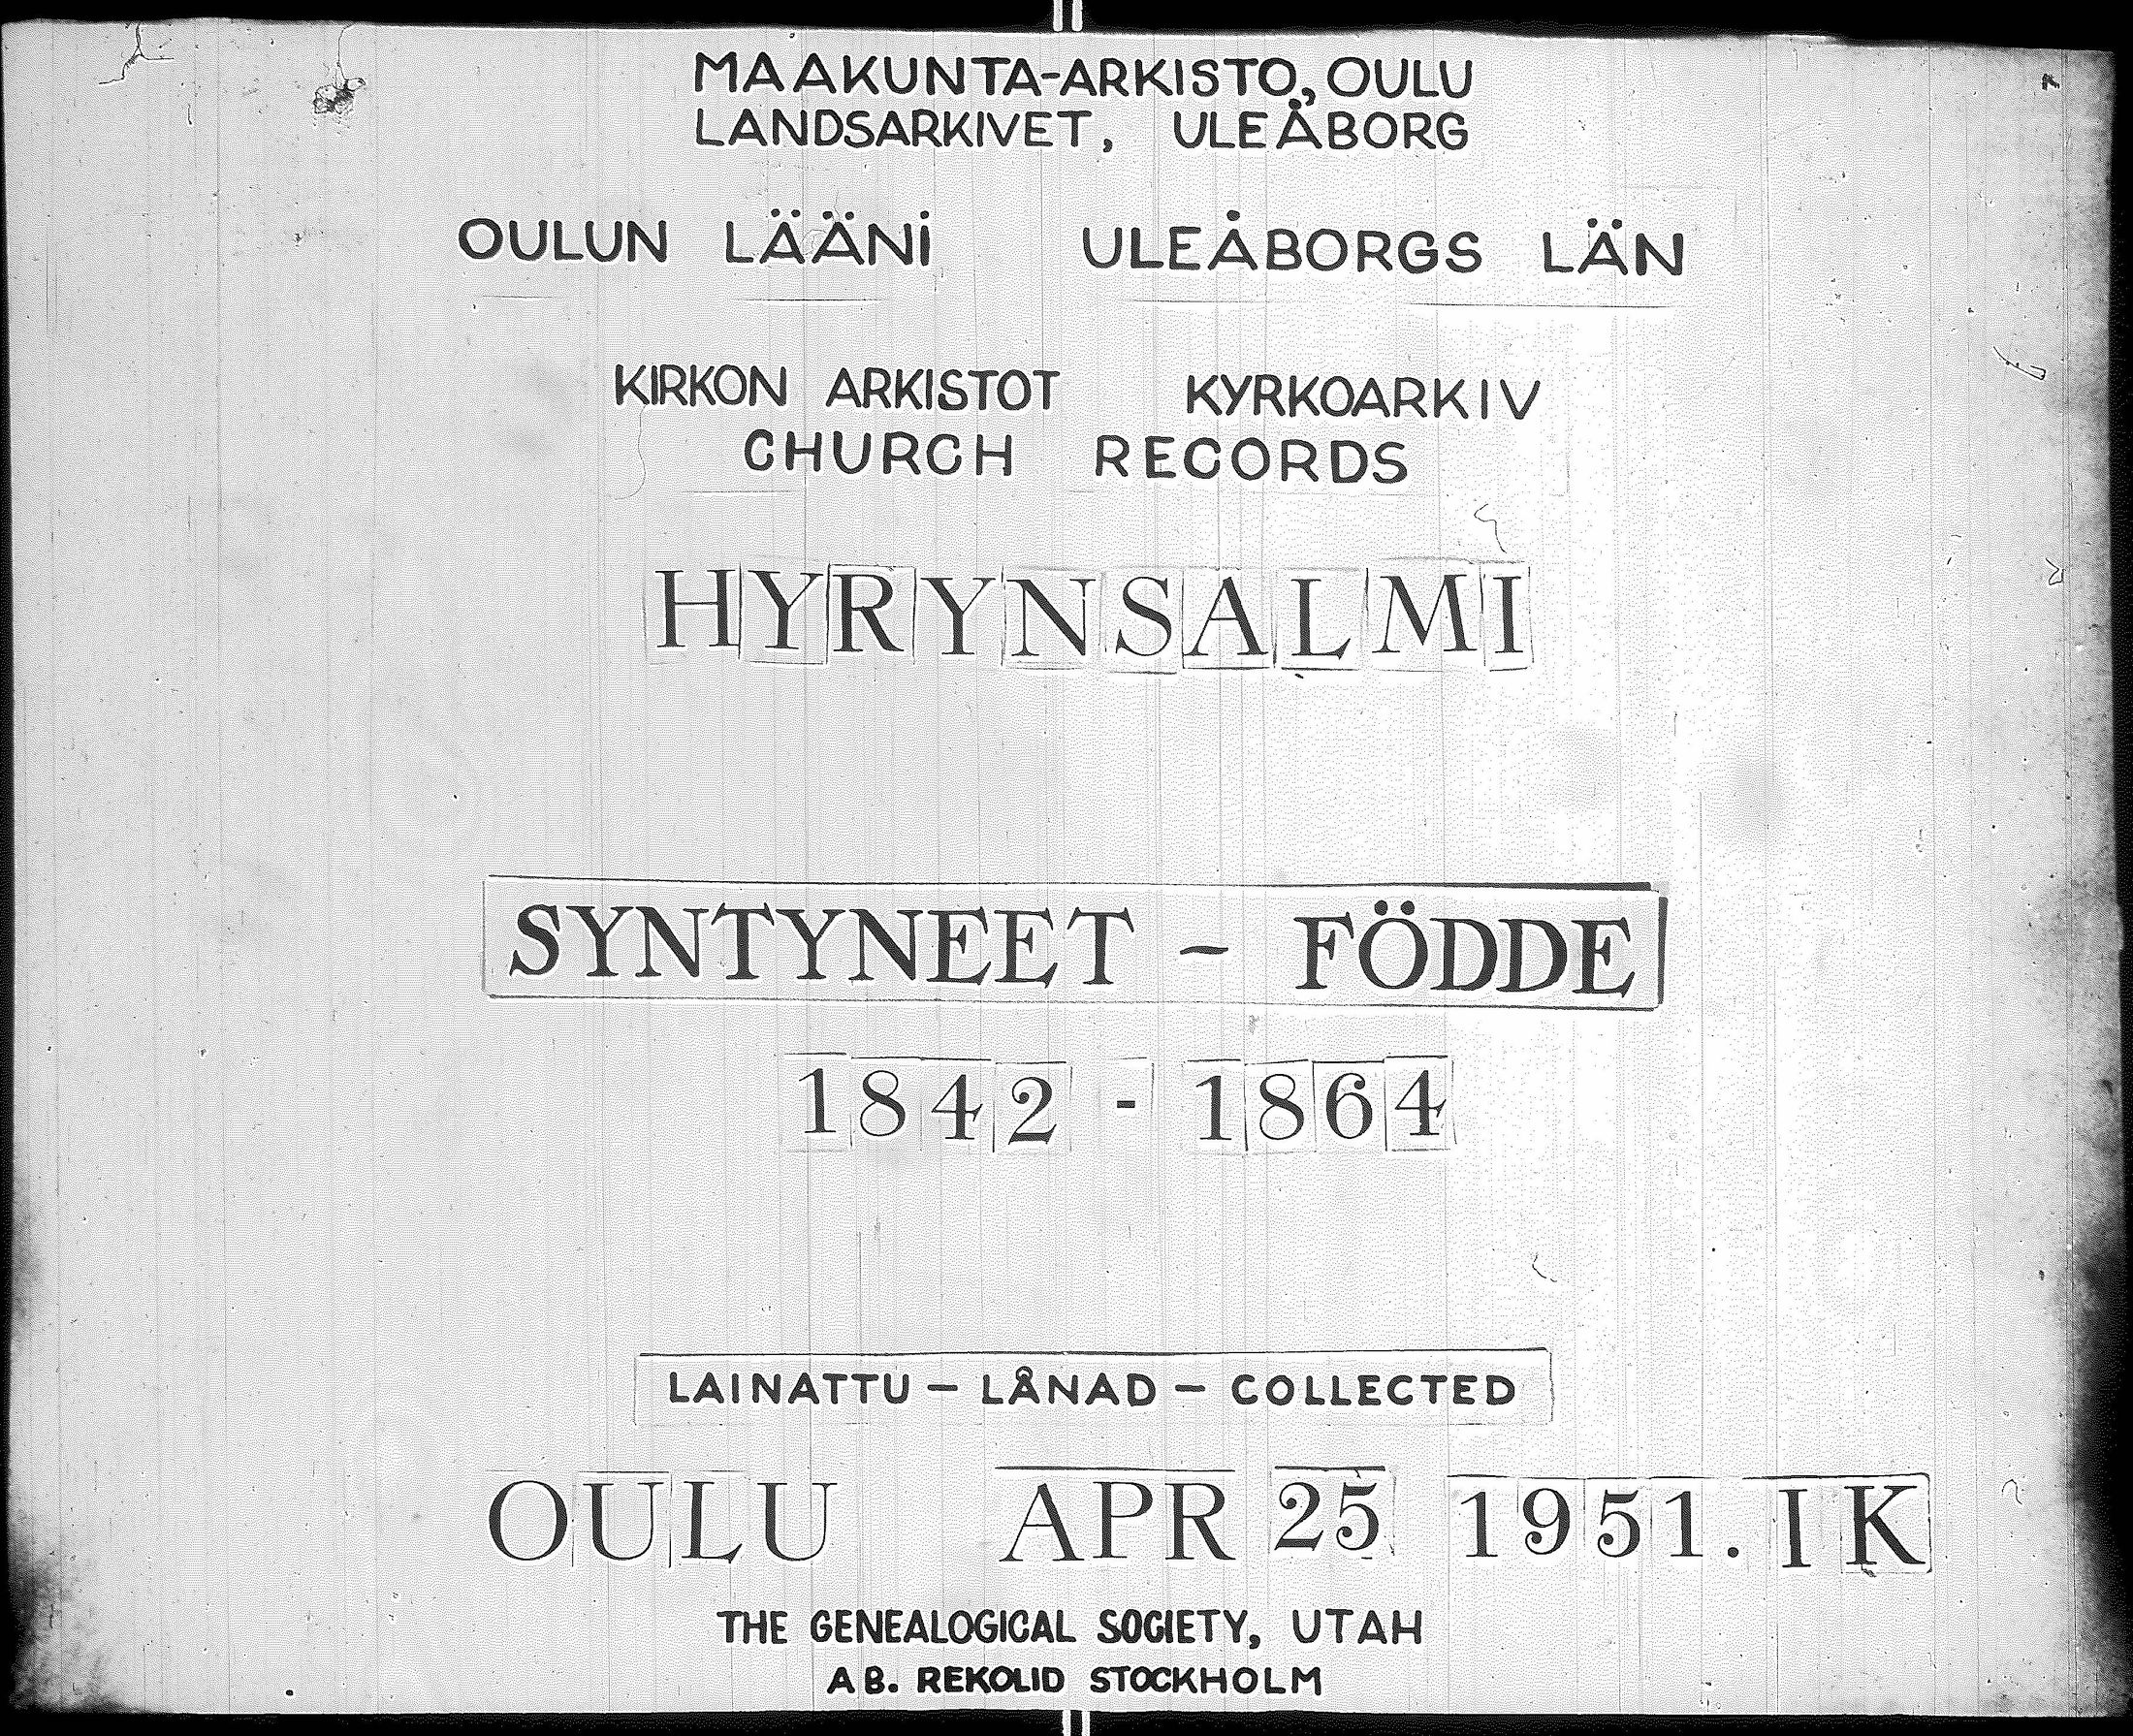 MAAKUNTA-ARKISTO, OULU
LANDSARKIVET, ULEÅBORG
OULUN LÄÄNI ULEÅBORGS LÄN
KIRKON ARKISTOT KYRKOARKIV
CHURCH RECORDS
HYRYNSALMI
SYNTYNEET - FÖDDE
1842 - 1864
LAINATTU - LÅNAD - COLLECTED
OULU APR 25 1951. IK
THE GENEALOGICAL SOCIETY, UTAH
AB. REKOLID STOCKHOLM